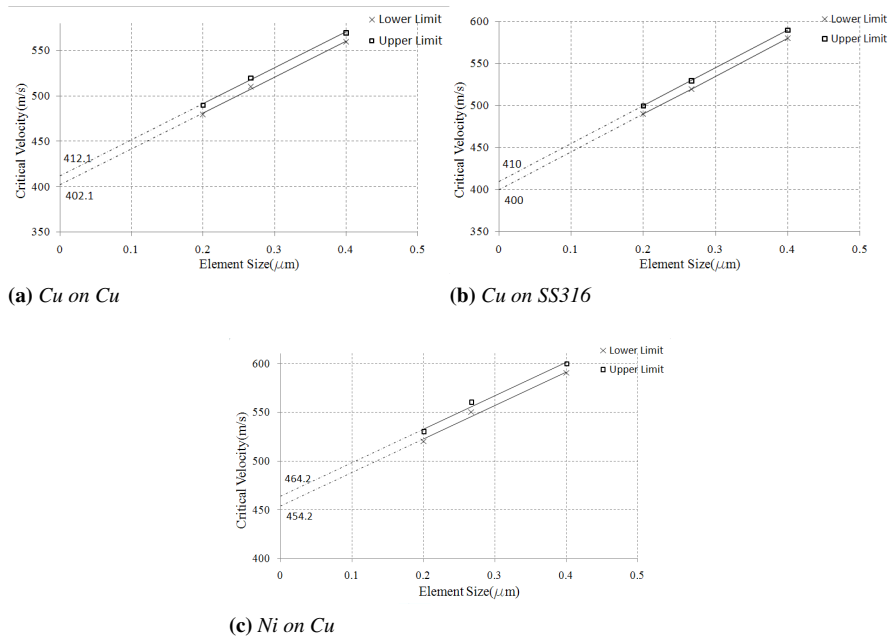 × Lower Limit
Upper Limit
550
500
450
400
350
412.1
402.1
0
0.1
0.2
0.3
0.4
0.5
Critical Velocity(m/s)
Element Size(μm)
(a) Cu on Cu
× Lower Limit
Upper Limit
600
550
500
450
400
350
410
400
0
0.1
0.2
0.3
0.4
0.5
Critical Velocity(m/s)
Element Size(μm)
(b) Cu on SS316
× Lower Limit
Upper Limit
600
550
500
450
400
464.2
454.2
0
0.1
0.2
0.3
0.4
0.5
Critical Velocity(m/s)
Element Size(μm)
(c) Ni on Cu